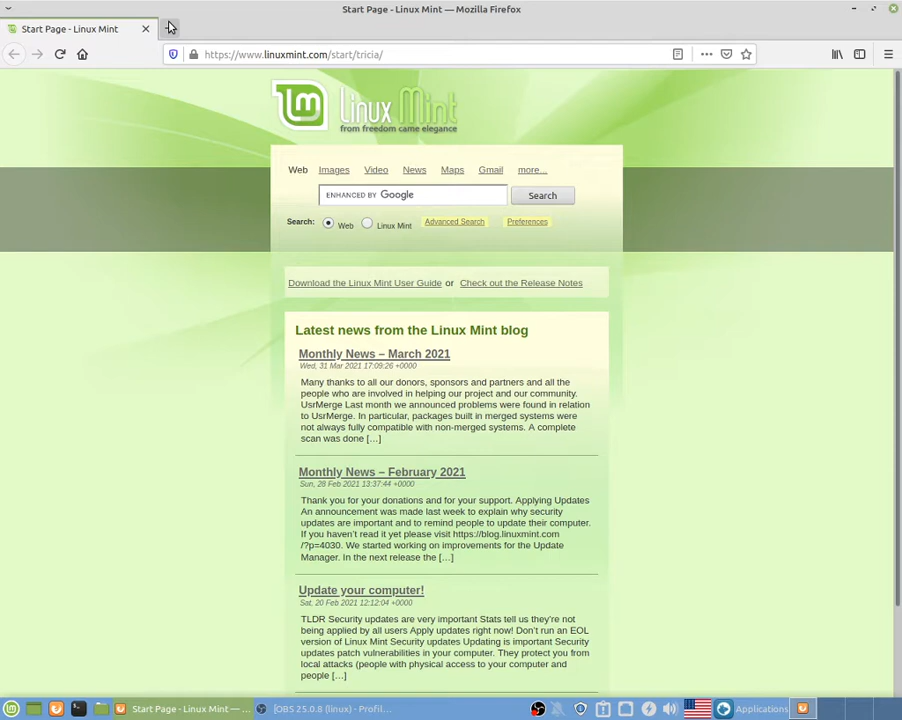 Start Page - Linux Mint — Mozilla Firefox
Start Page - Linux Mint
https://www.linuxmint.com/start/tricia/
Linux Mint
from freedom came elegance
Web Images Video News Maps Gmail more...
ENHANCED BY Google Search
Search: Web Linux Mint Advanced Search Preferences
Download the Linux Mint User Guide or Check out the Release Notes
Latest news from the Linux Mint blog
Monthly News – March 2021
Wed, 31 Mar 2021 17:09:26 +0000
Many thanks to all our donors, sponsors and partners and all the
people who are involved in helping our project and our community.
UsrMerge Last month we announced problems were found in relation
to UsrMerge. In particular, packages built in merged systems were
not always fully compatible with non-merged systems. A complete
scan was done […]
Monthly News – February 2021
Sun, 28 Feb 2021 13:37:44 +0000
Thank you for your donations and for your support. Applying Updates
An announcement was made last week to explain why security
updates are important and to remind people to update their computer.
If you haven't read it yet please visit https://blog.linuxmint.com
/?p=4030. We started working on improvements for the Update
Manager. In the next release the […]
Update your computer!
Sat, 20 Feb 2021 12:12:04 +0000
TLDR Security updates are very important Stats tell us they're not
being applied by all users Apply updates right now! Don't run an EOL
version of Linux Mint Security updates Updating is important Security
updates patch vulnerabilities in your computer. They protect you from
local attacks (people with physical access to your computer and
people […]
Start Page - Linux Mint — ... [OBS 25.0.8 (linux) - Profil... Applications